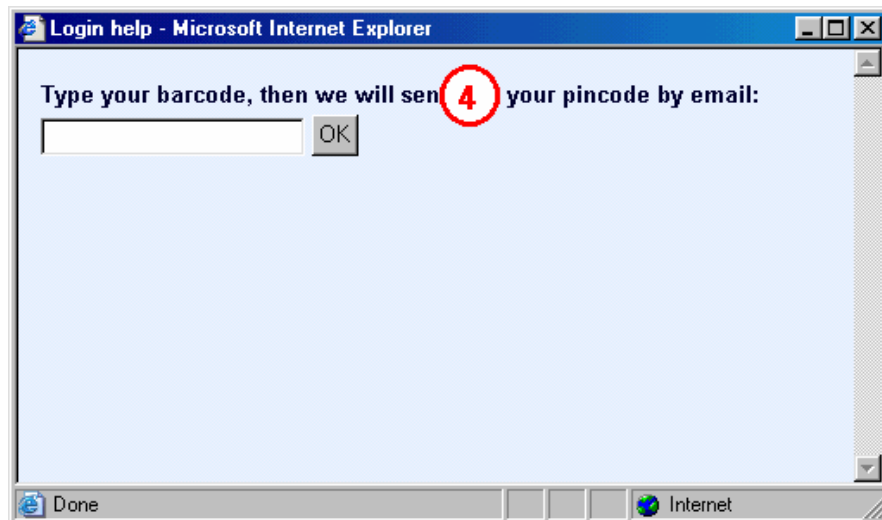 Login help - Microsoft Internet Explorer
Type your barcode, then we will sen 4 your pincode by email:
OK
Done Internet